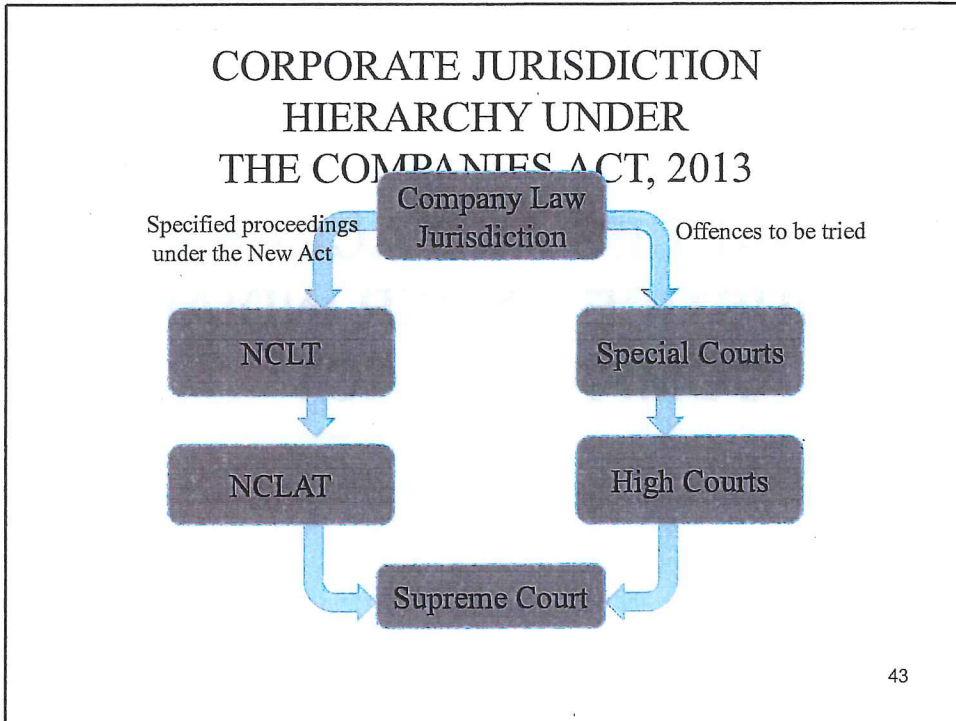 CORPORATE JURISDICTION
HIERARCHY UNDER
THE COMPANIES ACT, 2013
Company Law
Jurisdiction
Specified proceedings
under the New Act
Offences to be tried
NCLT
Special Courts
NCLAT
High Courts
Supreme Court
43